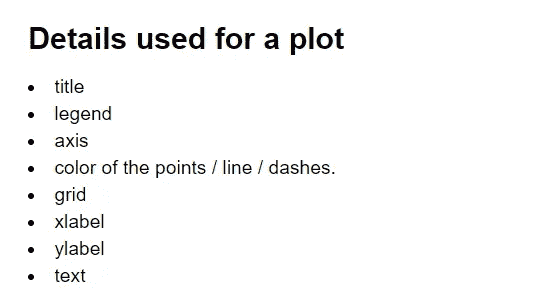 Details used for a plot
• title
• legend
• axis
• color of the points / line / dashes.
• grid
• xlabel
• ylabel
• text